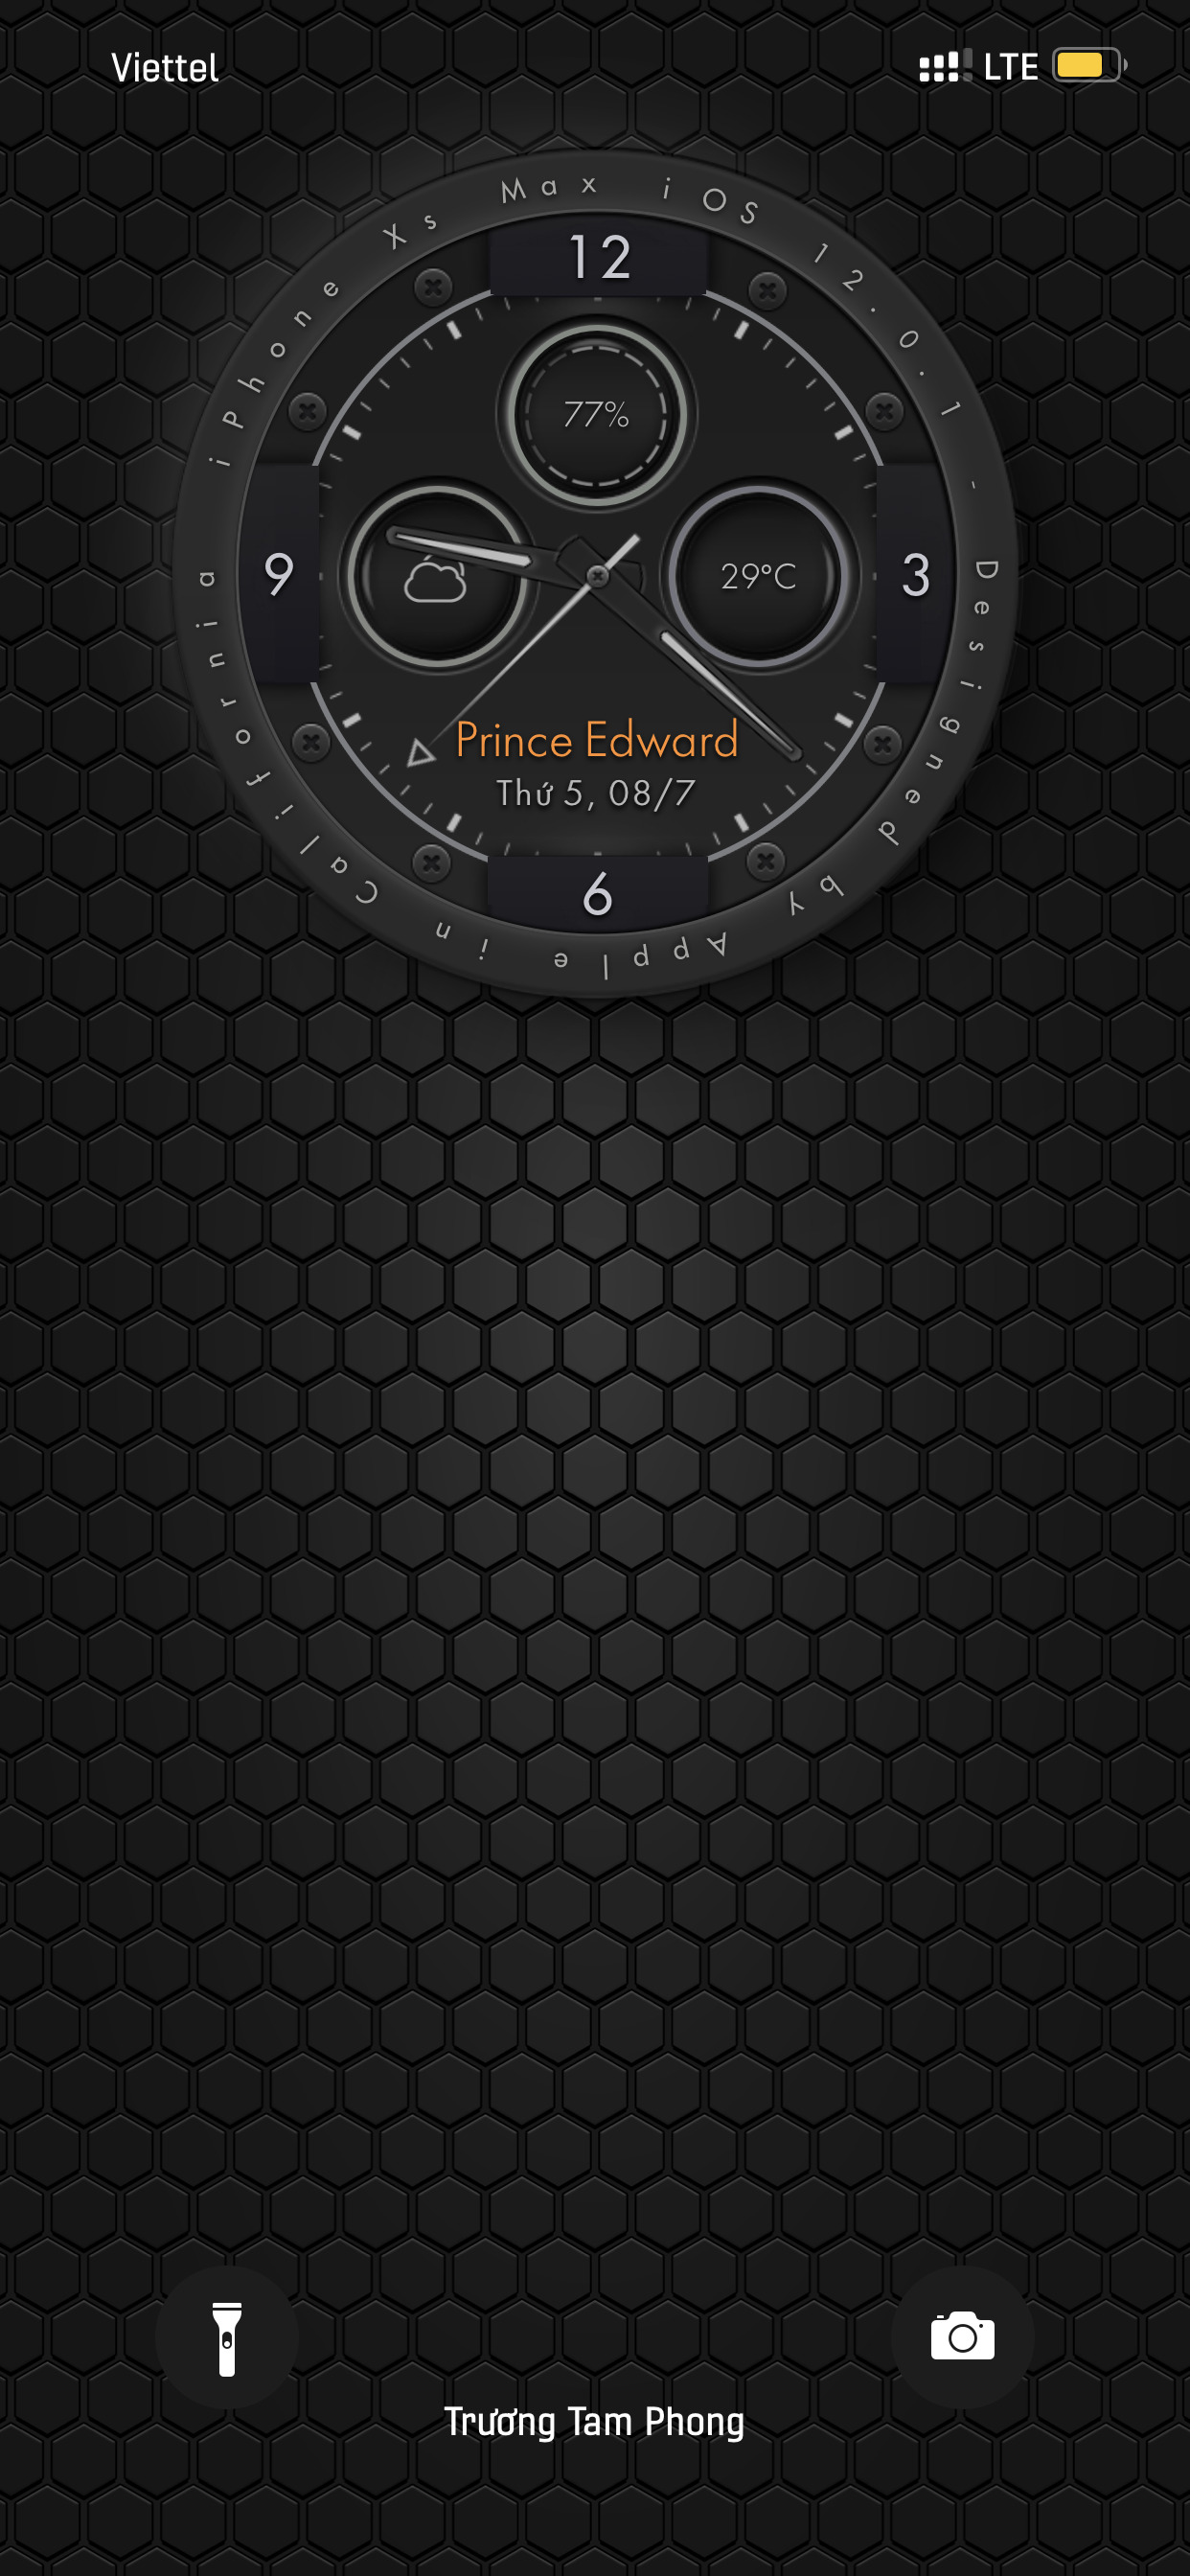 Viettel
LTE
iPhone Xs Max iOS 12.0.1 - Designed by Apple in California
12
77%
9
29°C
3
Prince Edward
Thứ 5, 08/7
6
Trương Tam Phong